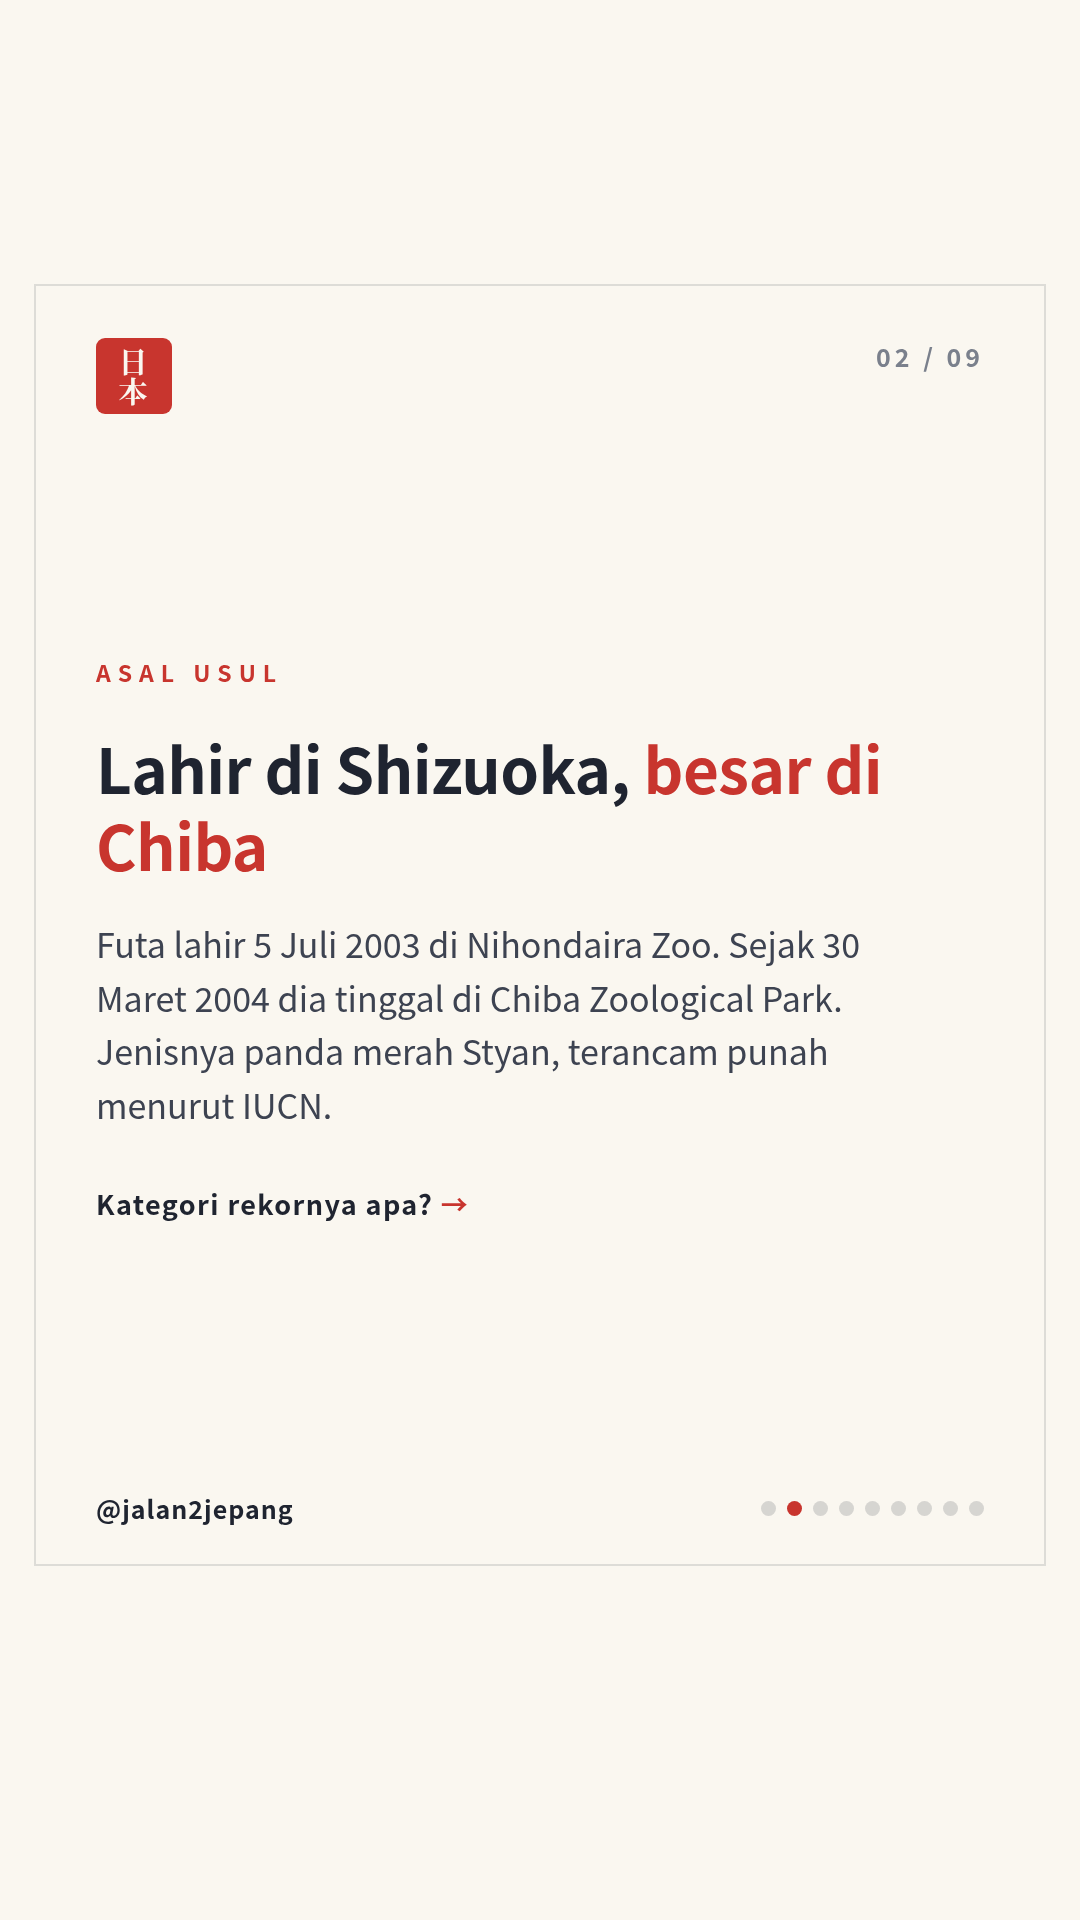 日本
02 / 09
ASAL USUL
Lahir di Shizuoka, besar di
Chiba
Futa lahir 5 Juli 2003 di Nihondaira Zoo. Sejak 30
Maret 2004 dia tinggal di Chiba Zoological Park.
Jenisnya panda merah Styan, terancam punah
menurut IUCN.
Kategori rekornya apa? →
@jalan2jepang